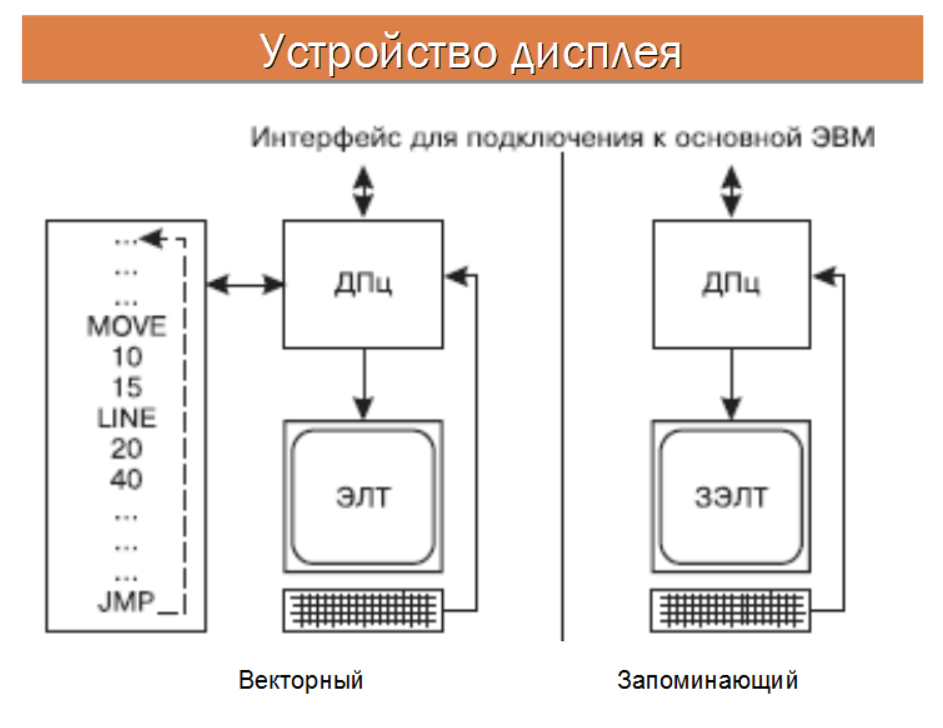 Устройство дисплея
Интерфейс для подключения к основной ЭВМ
...
...
...
MOVE
10
15
LINE
20
40
...
...
...
JMP
ДПц
ЭЛТ
ДПц
ЗЭЛТ
Векторный
Запоминающий